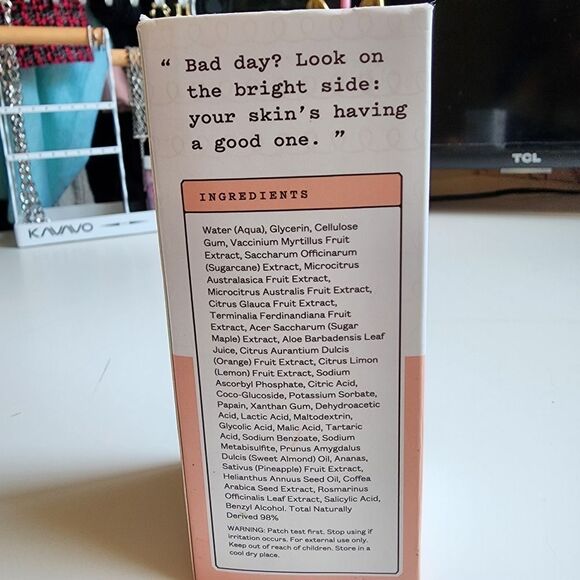 “ Bad day? Look on
the bright side:
your skin's having
a good one. ”
INGREDIENTS
Water (Aqua), Glycerin, Cellulose
Gum, Vaccinium Myrtillus Fruit
Extract, Saccharum Officinarum
(Sugarcane) Extract, Microcitrus
Australasica Fruit Extract,
Microcitrus Australis Fruit Extract,
Citrus Glauca Fruit Extract,
Terminalia Ferdinandiana Fruit
Extract, Acer Saccharum (Sugar
Maple) Extract, Aloe Barbadensis Leaf
Juice, Citrus Aurantium Dulcis
(Orange) Fruit Extract, Citrus Limon
(Lemon) Fruit Extract, Sodium
Ascorbyl Phosphate, Citric Acid,
Coco-Glucoside, Potassium Sorbate,
Papain, Xanthan Gum, Dehydroacetic
Acid, Lactic Acid, Maltodextrin,
Glycolic Acid, Malic Acid, Tartaric
Acid, Sodium Benzoate, Sodium
Metabisulfite, Prunus Amygdalus
Dulcis (Sweet Almond) Oil, Ananas,
Sativus (Pineapple) Fruit Extract,
Helianthus Annuus Seed Oil, Coffea
Arabica Seed Extract, Rosmarinus
Officinalis Leaf Extract, Salicylic Acid,
Benzyl Alcohol. Total Naturally
Derived 98%
WARNING: Patch test first. Stop using if
irritation occurs. For external use only.
Keep out of reach of children. Store in a
cool dry place.
KAVAVO
TCL